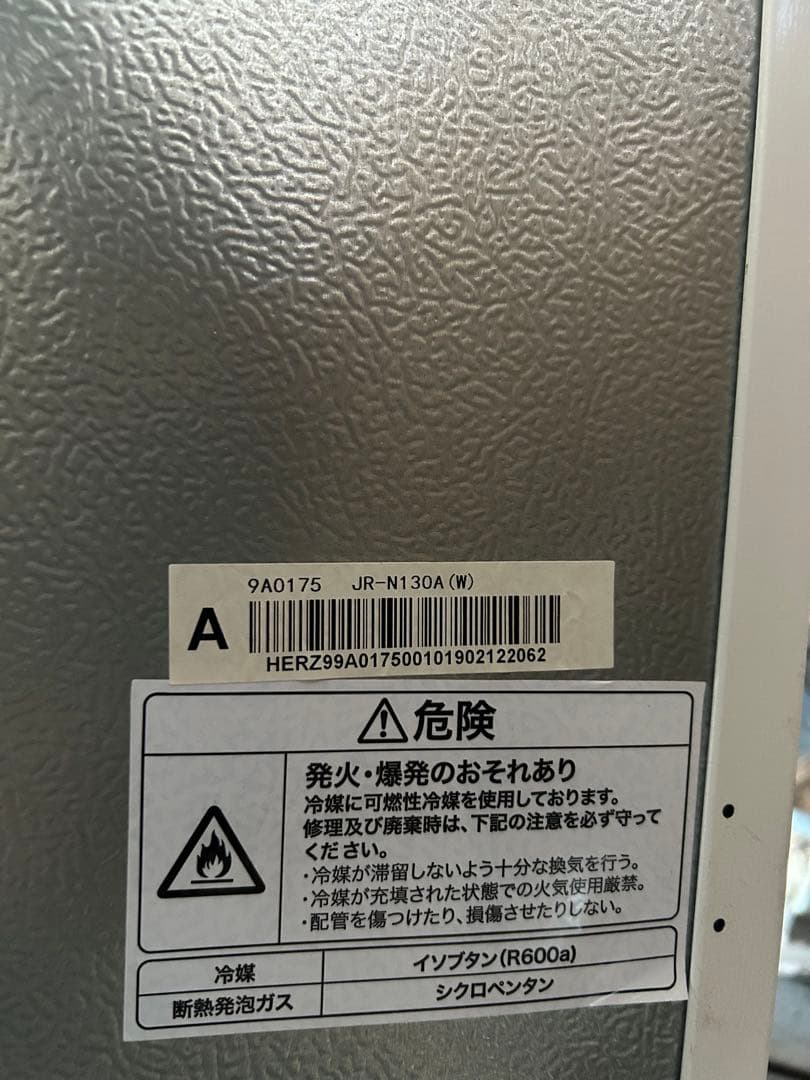 9A0175 JR-N130A(W)
A
HERZ99A017500101902122062
危険
発火・爆発のおそれあり
冷媒に可燃性冷媒を使用しております。
修理及び廃棄時は、下記の注意を必ず守って
ください。
・冷媒が滞留しないよう十分な換気を行う。
・冷媒が充填された状態での火気使用厳禁。
・配管を傷つけたり、損傷させたりしない。
冷媒 イソブタン(R600a)
断熱発泡ガス シクロペンタン